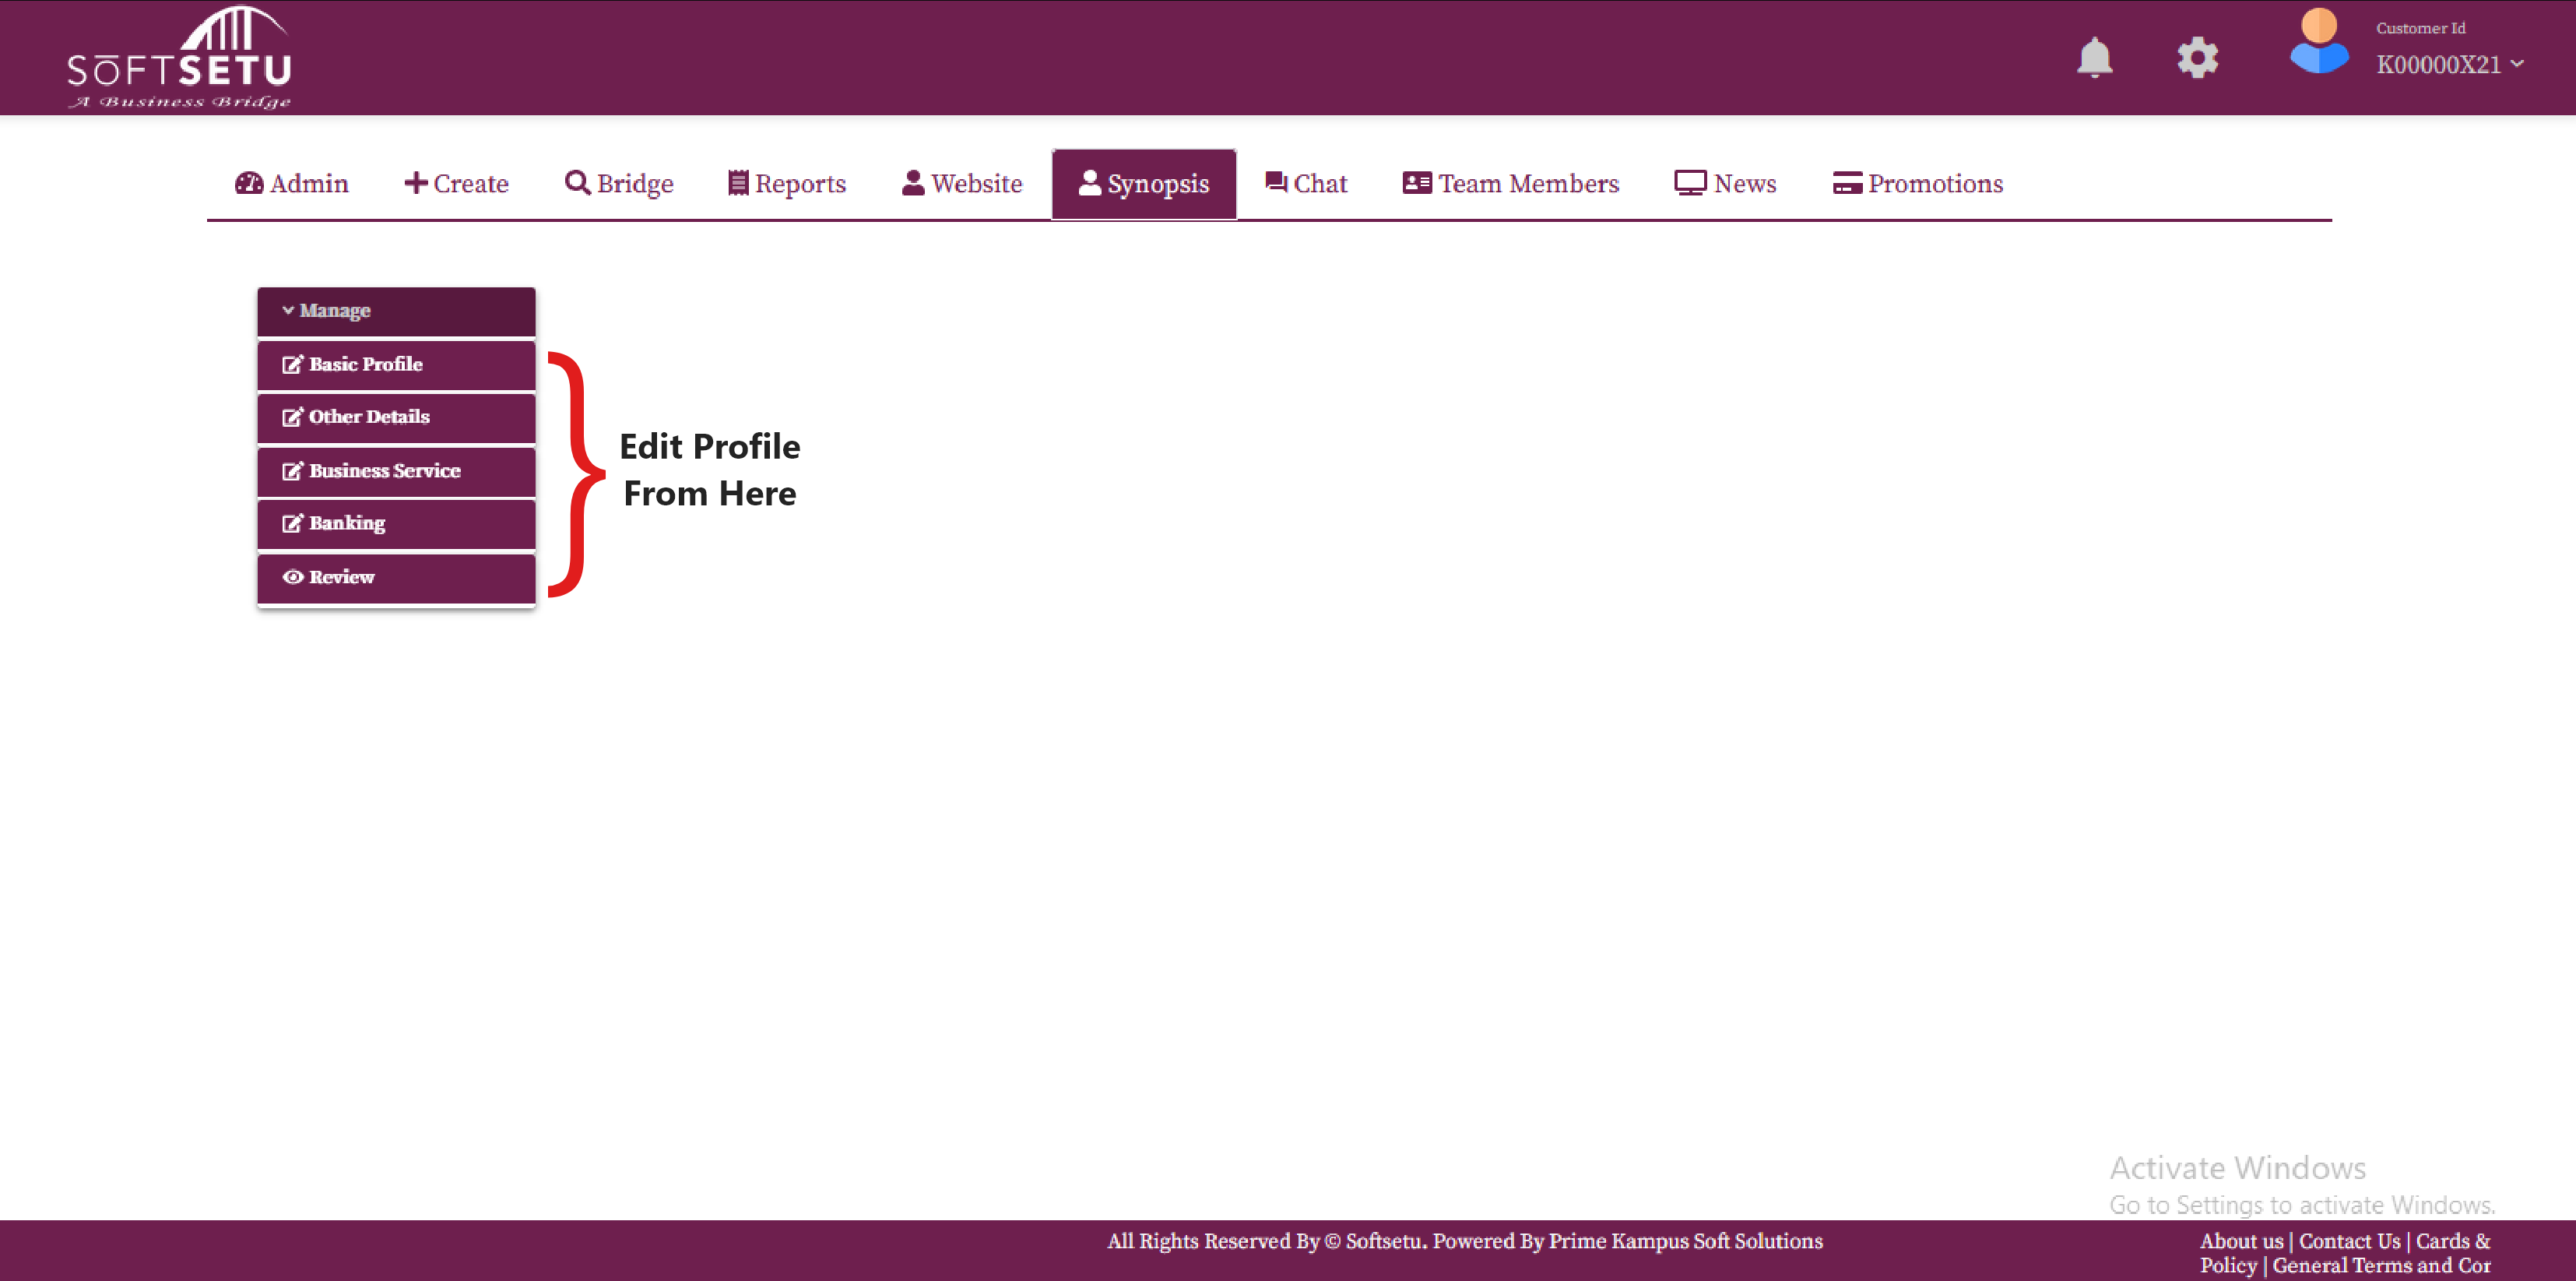 SōFTSETU
A Business Bridge
Customer Id
K00000X21
Admin Create Bridge Reports Website Synopsis Chat Team Members News Promotions
Manage
Basic Profile
Other Details
Business Service
Banking
Review
Edit Profile
From Here
Activate Windows
Go to Settings to activate Windows.
All Rights Reserved By © Softsetu. Powered By Prime Kampus Soft Solutions
About us | Contact Us | Cards &
Policy | General Terms and Cor